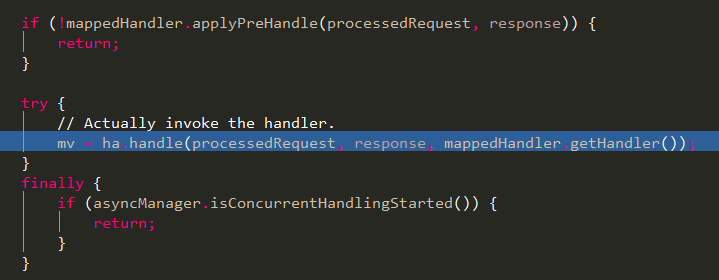 if (!mappedHandler.applyPreHandle(processedRequest, response)) {
return;
}
try {
// Actually invoke the handler.
mv = ha.handle(processedRequest, response, mappedHandler.getHandler());
}
finally {
if (asyncManager.isConcurrentHandlingStarted()) {
return;
}
}